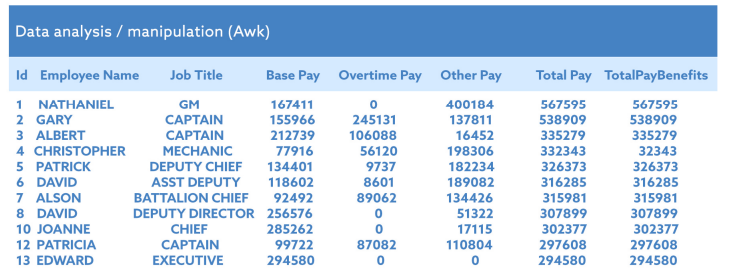 Data analysis / manipulation (Awk)
Id Employee Name Job Title Base Pay Overtime Pay Other Pay Total Pay TotalPayBenefits
1 NATHANIEL GM 167411 0 400184 567595 567595
2 GARY CAPTAIN 155966 245131 137811 538909 538909
3 ALBERT CAPTAIN 212739 106088 16452 335279 335279
4 CHRISTOPHER MECHANIC 77916 56120 198306 332343 32343
5 PATRICK DEPUTY CHIEF 134401 9737 182234 326373 326373
6 DAVID ASST DEPUTY 118602 8601 189082 316285 316285
7 ALSON BATTALION CHIEF 92492 89062 134426 315981 315981
8 DAVID DEPUTY DIRECTOR 256576 0 51322 307899 307899
10 JOANNE CHIEF 285262 0 17115 302377 302377
12 PATRICIA CAPTAIN 99722 87082 110804 297608 297608
13 EDWARD EXECUTIVE 294580 0 0 294580 294580